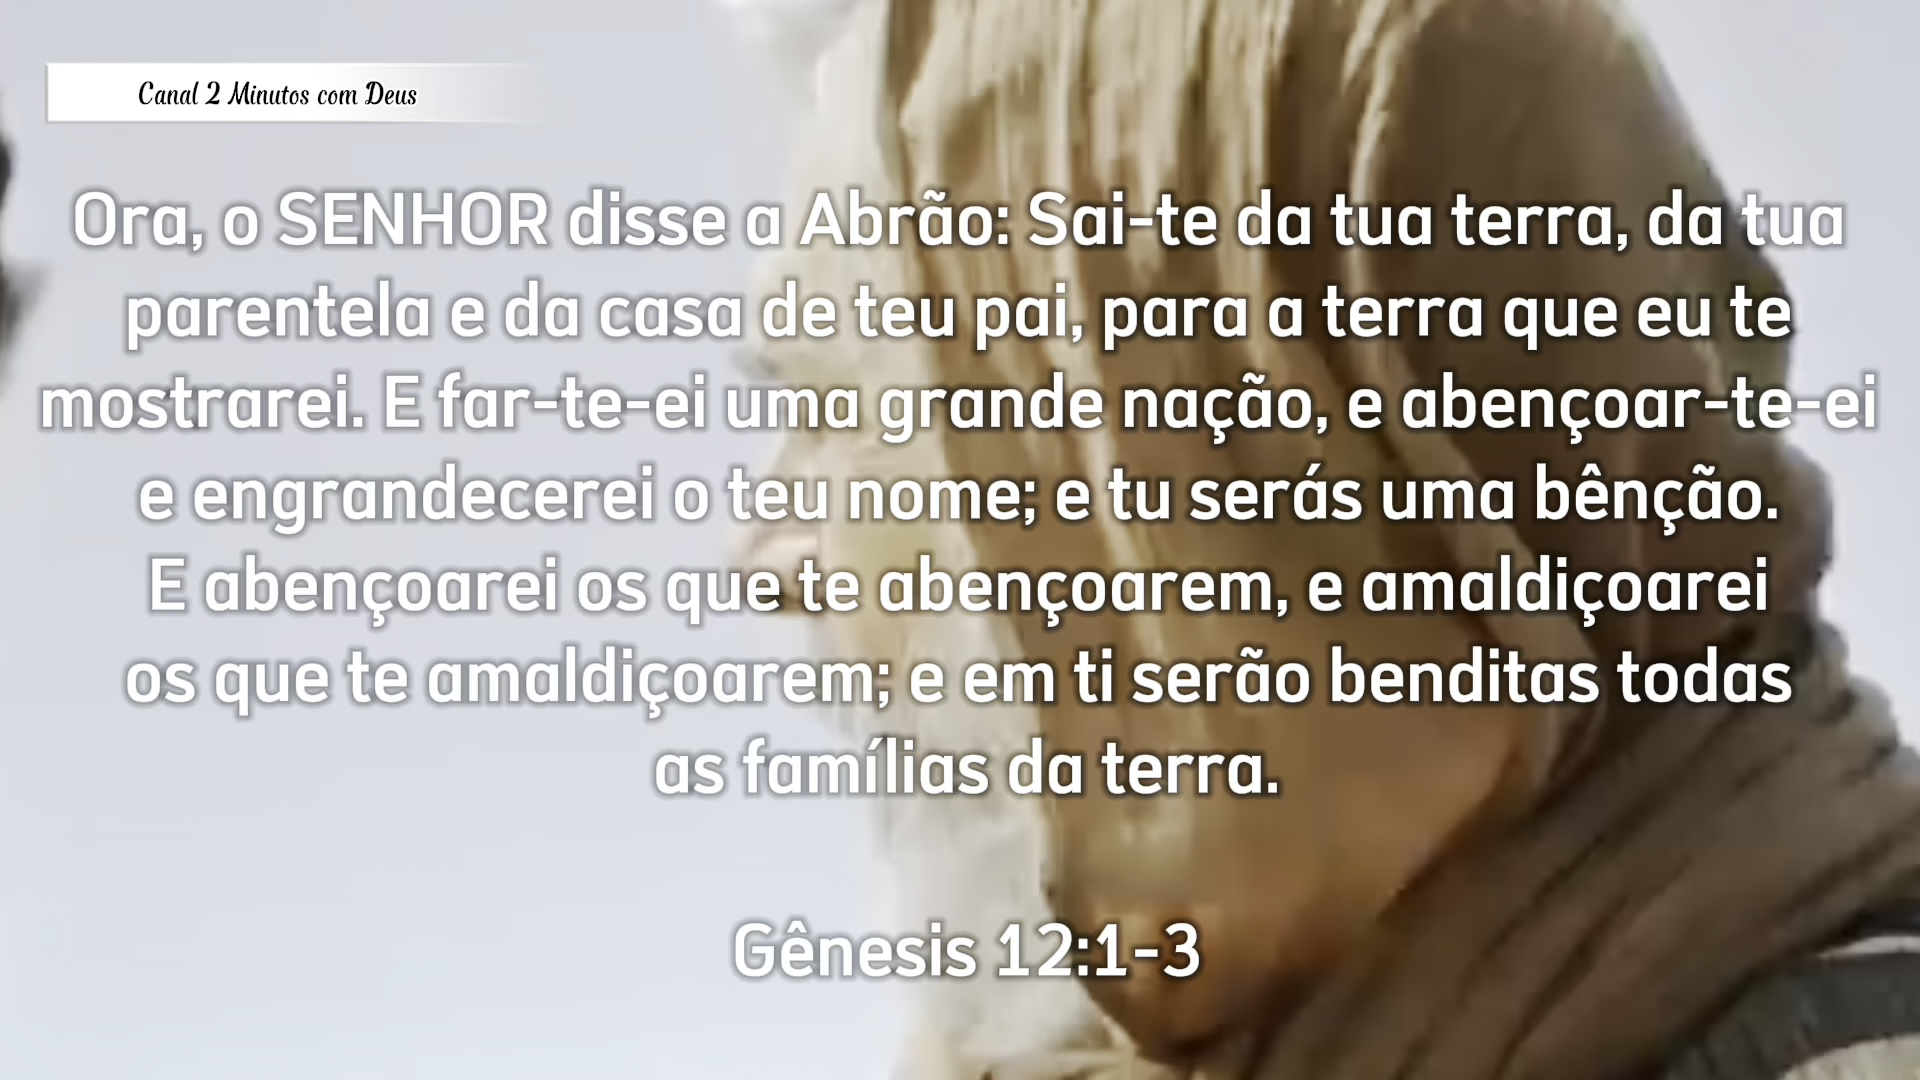 Canal 2 Minutos com Deus
Ora, o SENHOR disse a Abrão: Sai-te da tua terra, da tua
parentela e da casa de teu pai, para a terra que eu te
mostrarei. E far-te-ei uma grande nação, e abençoar-te-ei
e engrandecerei o teu nome; e tu serás uma bênção.
E abençoarei os que te abençoarem, e amaldiçoarei
os que te amaldiçoarem; e em ti serão benditas todas
as famílias da terra.
Gênesis 12:1-3